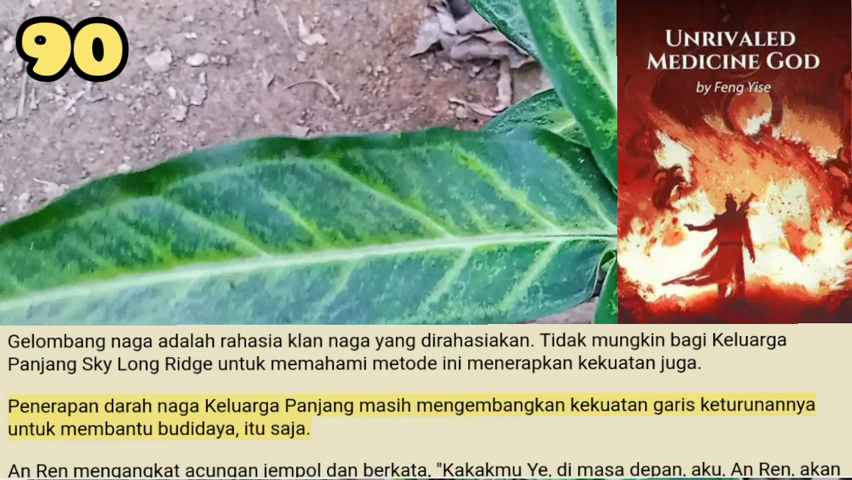 90
UNRIVALED
MEDICINE GOD
by Feng Yise
Gelombang naga adalah rahasia klan naga yang dirahasiakan. Tidak mungkin bagi Keluarga
Panjang Sky Long Ridge untuk memahami metode ini menerapkan kekuatan juga.
Penerapan darah naga Keluarga Panjang masih mengembangkan kekuatan garis keturunannya
untuk membantu budidaya, itu saja.
An Ren mengangkat acungan jempol dan berkata, "Kakakmu Ye, di masa depan, aku, An Ren, akan